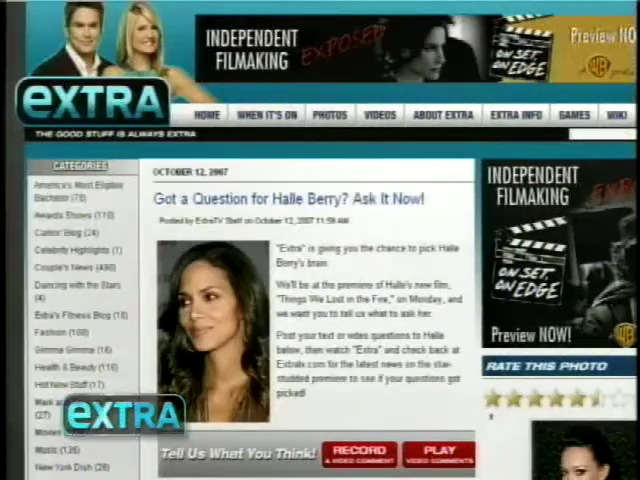 INDEPENDENT
FILMAKING
EXPOSED
ON SET,
ON EDGE
Preview NO
WB
eXTRA
HOME
WHEN IT'S ON
PHOTOS
VIDEOS
ABOUT EXTRA
EXTRA INFO
GAMES
WIKI
THE GOOD STUFF IS ALWAYS EXTRA
CATEGORIES
America's Most Eligible
Bachelor (78)
Awards Shows (110)
Blog (24)
Celebrity Highlights (1)
Couple's News (490)
Dancing with the Stars
(4)
Extra's Fitness Blog (18)
Fashion (108)
Gimme Gimme (16)
Health & Beauty (116)
Hot New Stuff (17)
(27)
Movies
Music (136)
New York Dish (28)
OCTOBER 12, 2007
Got a Question for Halle Berry? Ask It Now!
Posted by ExtraTV Staff on October 12, 2007 11:58 AM
"Extra" is giving you the chance to pick Halle
Berry's brain.
We'll be at the premiere of Halle's new film,
"Things We Lost in the Fire," on Monday, and
we want you to tell us what to ask her.
Post your text or video questions to Halle
below, then watch "Extra" and check back at
Extratv.com for the latest news on the star-
studded premiere to see if your questions got
picked!
Tell Us What You Think!
RECORD
A VIDEO COMMENT
PLAY
VIDEO COMMENTS
INDEPENDENT
FILMAKING
ON SET,
ON EDGE
Preview NOW!
WB
RATE THIS PHOTO
eXTRA